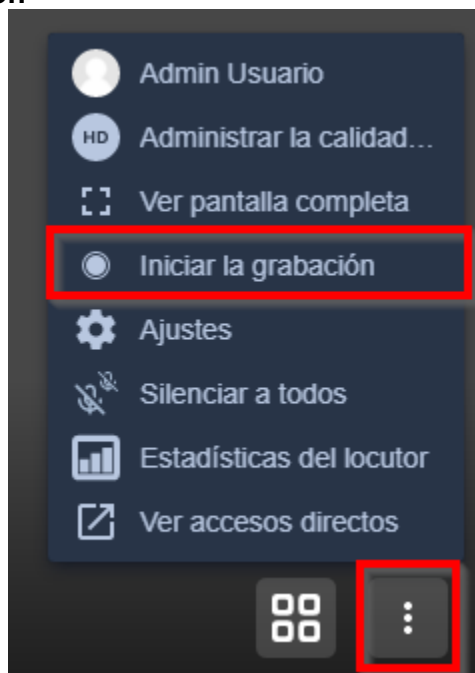 Admin Usuario
HD Administrar la calidad...
Ver pantalla completa
Iniciar la grabación
Ajustes
Silenciar a todos
Estadísticas del locutor
Ver accesos directos